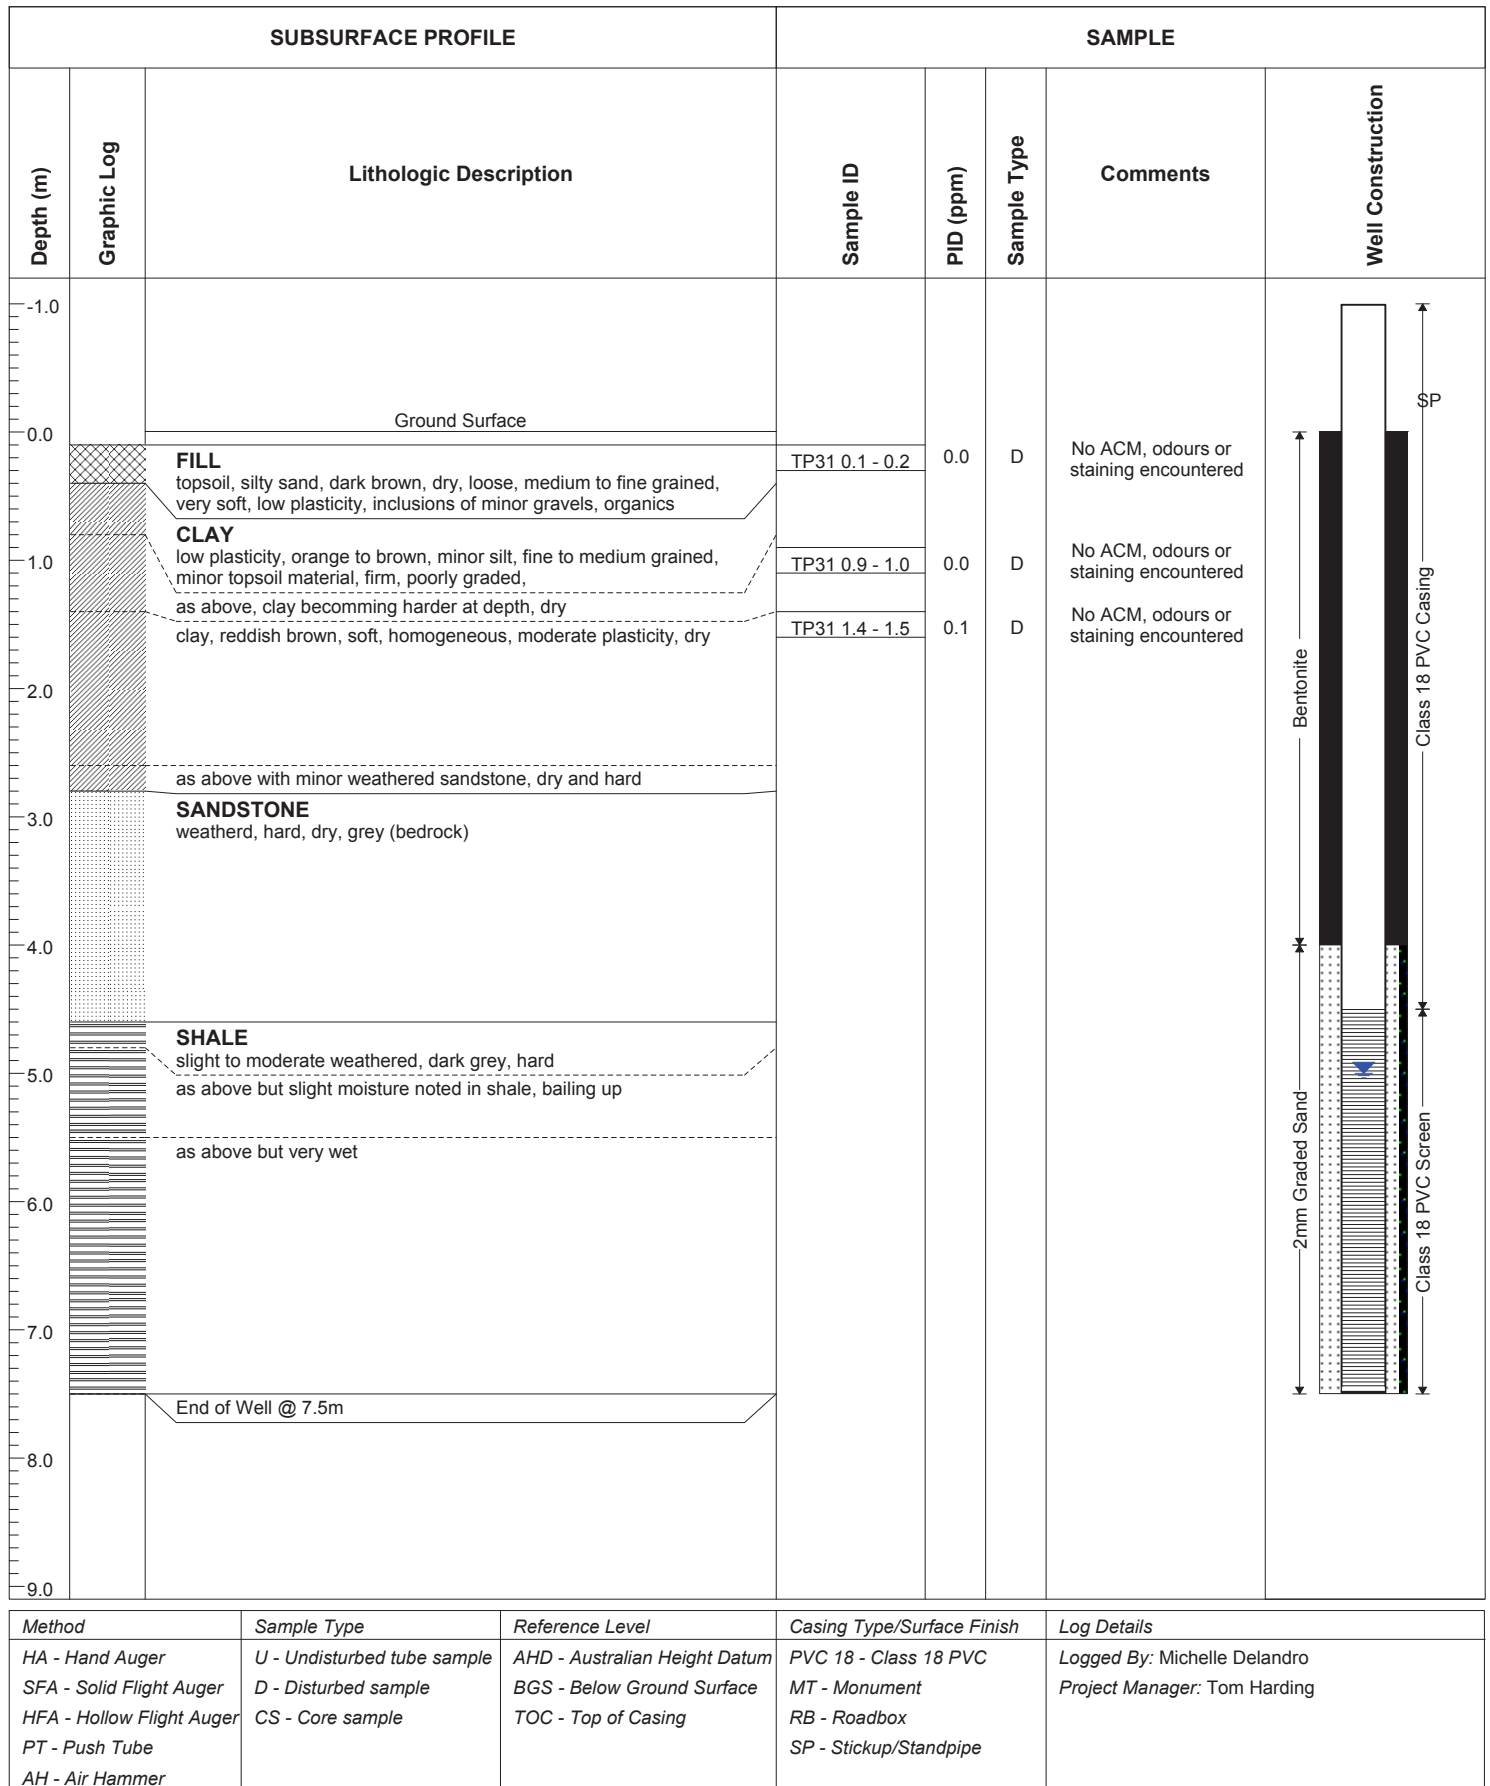 SUBSURFACE PROFILE
SAMPLE
Depth (m)
Graphic Log
Lithologic Description
Sample ID
PID (ppm)
Sample Type
Comments
Well Construction
-1.0
Ground Surface
0.0
FILL
topsoil, silty sand, dark brown, dry, loose, medium to fine grained,
very soft, low plasticity, inclusions of minor gravels, organics
TP31 0.1 - 0.2
0.0
D
No ACM, odours or
staining encountered
CLAY
low plasticity, orange to brown, minor silt, fine to medium grained,
minor topsoil material, firm, poorly graded,
1.0
TP31 0.9 - 1.0
0.0
D
No ACM, odours or
staining encountered
as above, clay becomming harder at depth, dry
clay, reddish brown, soft, homogeneous, moderate plasticity, dry
TP31 1.4 - 1.5
0.1
D
No ACM, odours or
staining encountered
2.0
as above with minor weathered sandstone, dry and hard
SANDSTONE
weatherd, hard, dry, grey (bedrock)
3.0
4.0
SHALE
slight to moderate weathered, dark grey, hard
5.0
as above but slight moisture noted in shale, bailing up
as above but very wet
6.0
7.0
End of Well @ 7.5m
8.0
9.0
SP
Bentonite
Class 18 PVC Casing
2mm Graded Sand
Class 18 PVC Screen
Method
HA - Hand Auger
SFA - Solid Flight Auger
HFA - Hollow Flight Auger
PT - Push Tube
AH - Air Hammer
Sample Type
U - Undisturbed tube sample
D - Disturbed sample
CS - Core sample
Reference Level
AHD - Australian Height Datum
BGS - Below Ground Surface
TOC - Top of Casing
Casing Type/Surface Finish
PVC 18 - Class 18 PVC
MT - Monument
RB - Roadbox
SP - Stickup/Standpipe
Log Details
Logged By: Michelle Delandro
Project Manager: Tom Harding